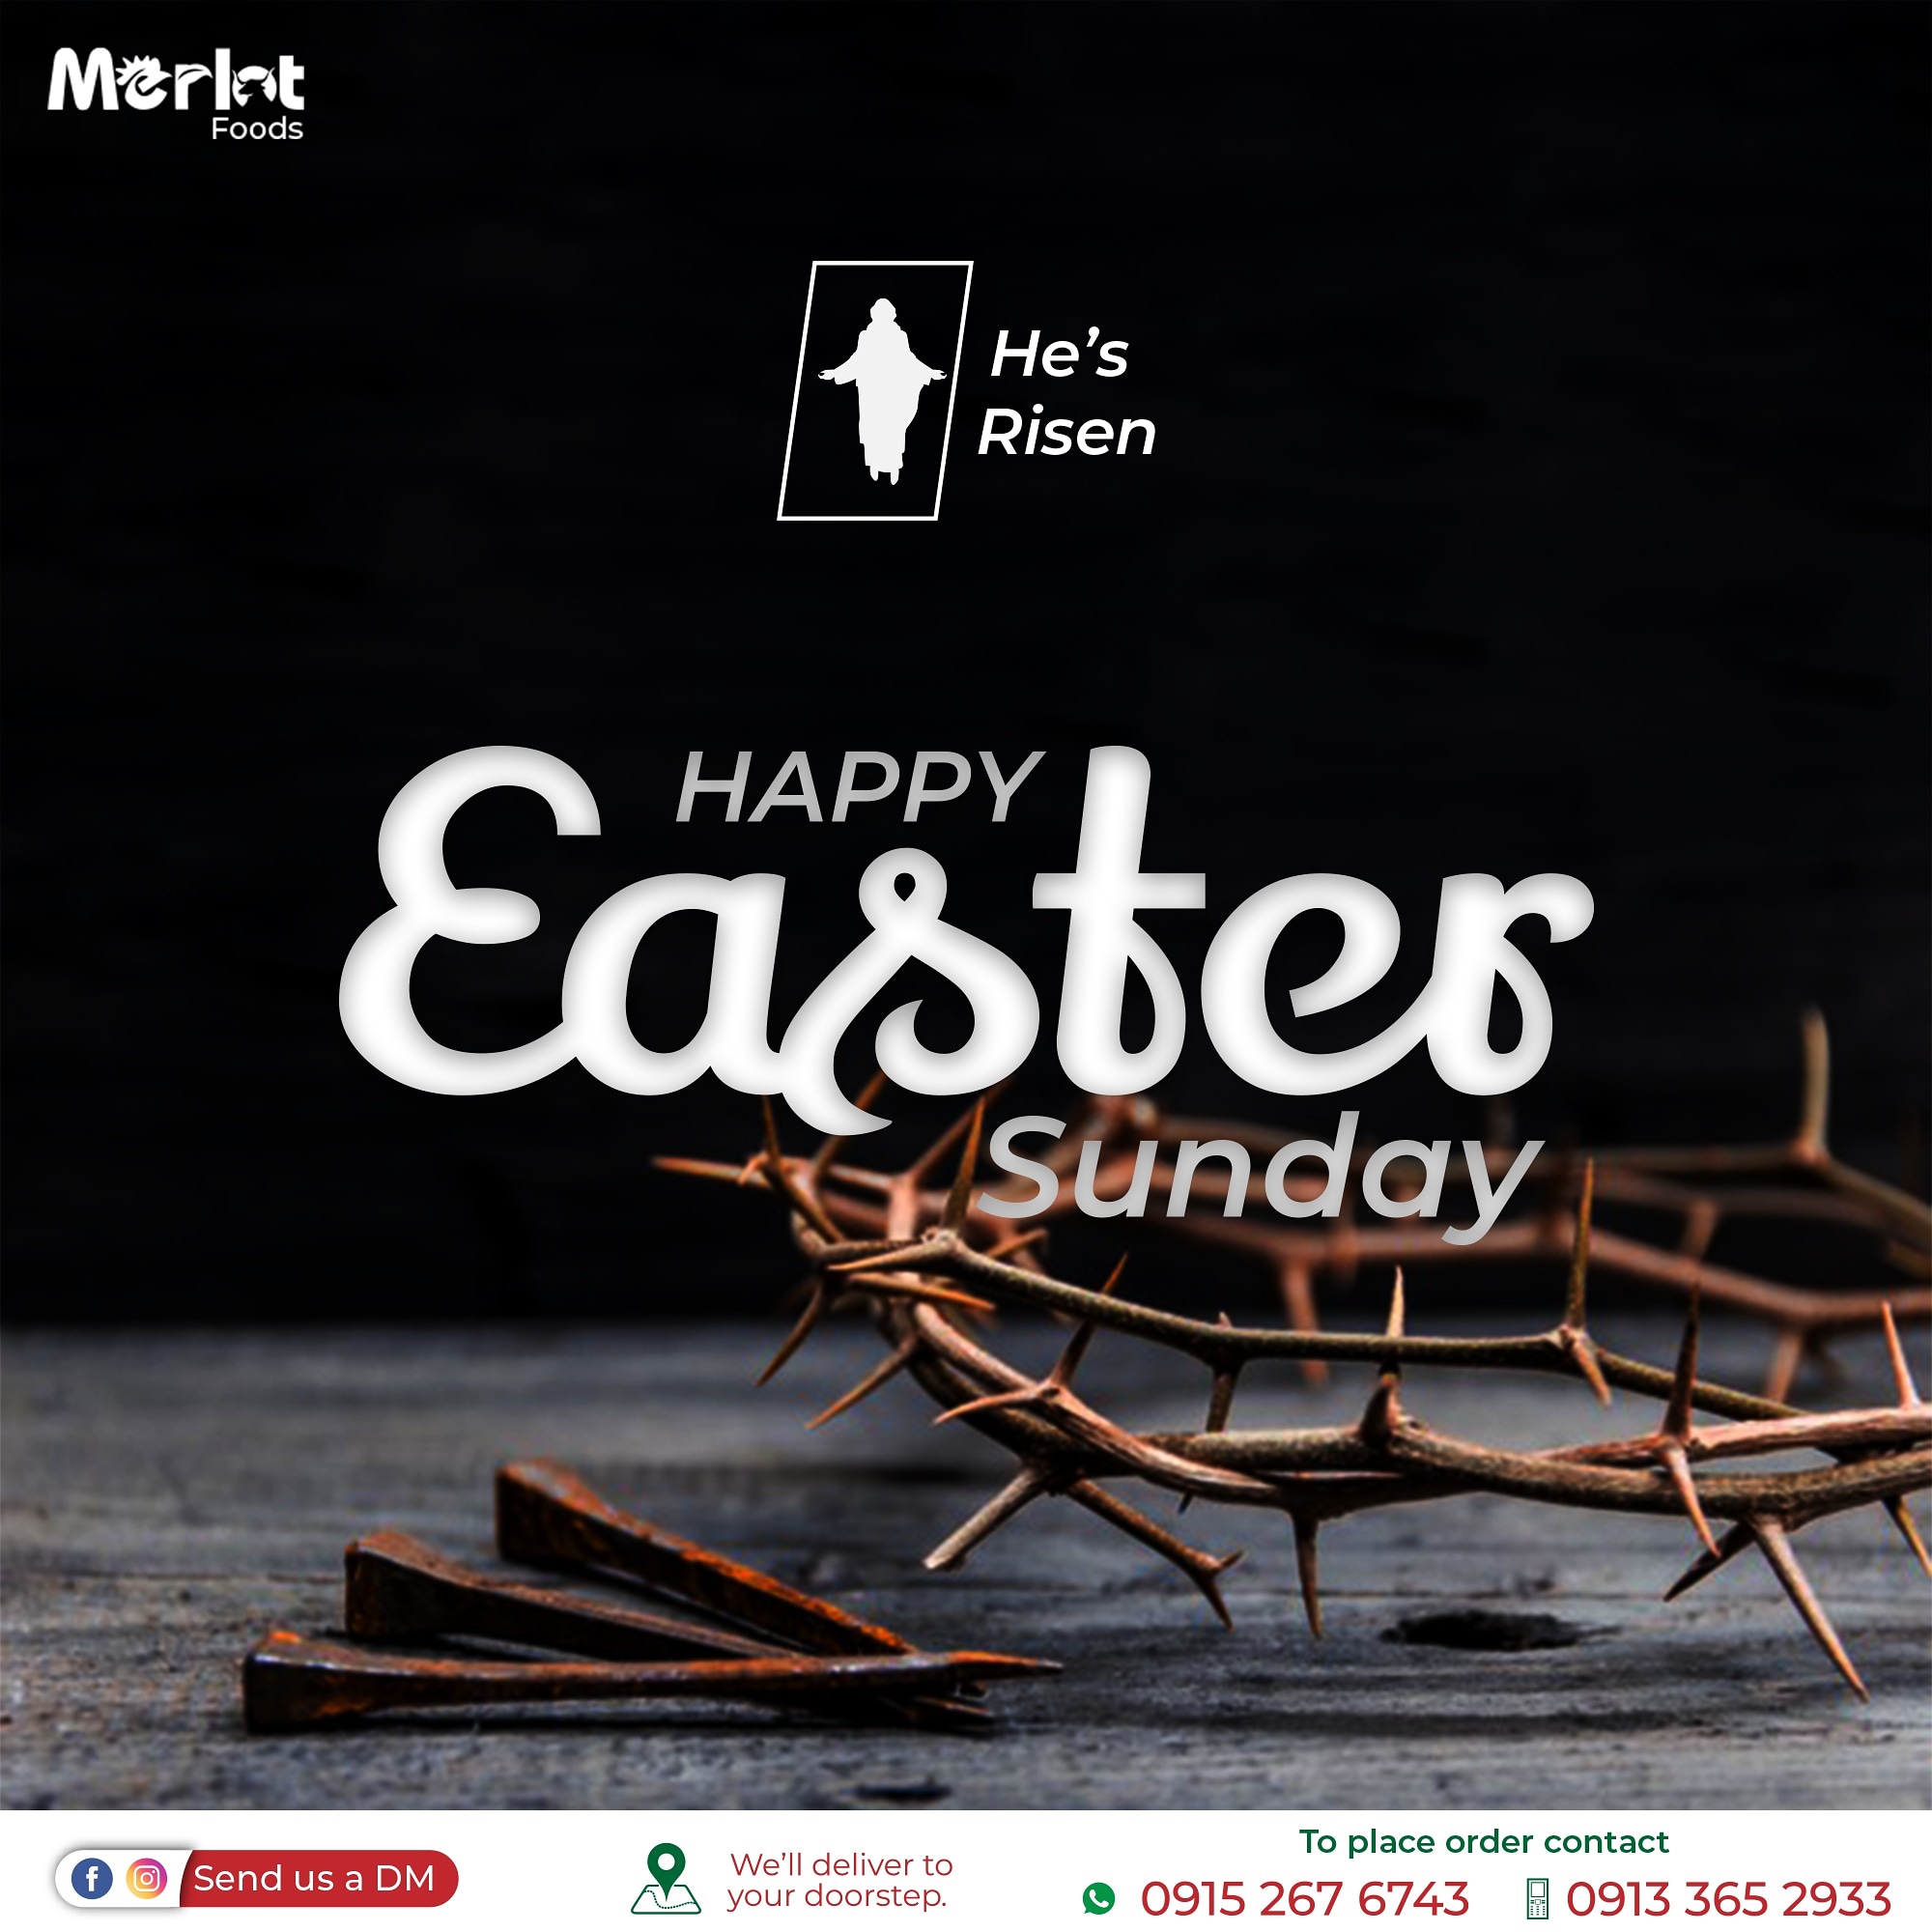 Merlot
Foods
He's
Risen
HAPPY
Easter
Sunday
Send us a DM
We'll deliver to
your doorstep.
To place order contact
0915 267 6743
0913 365 2933